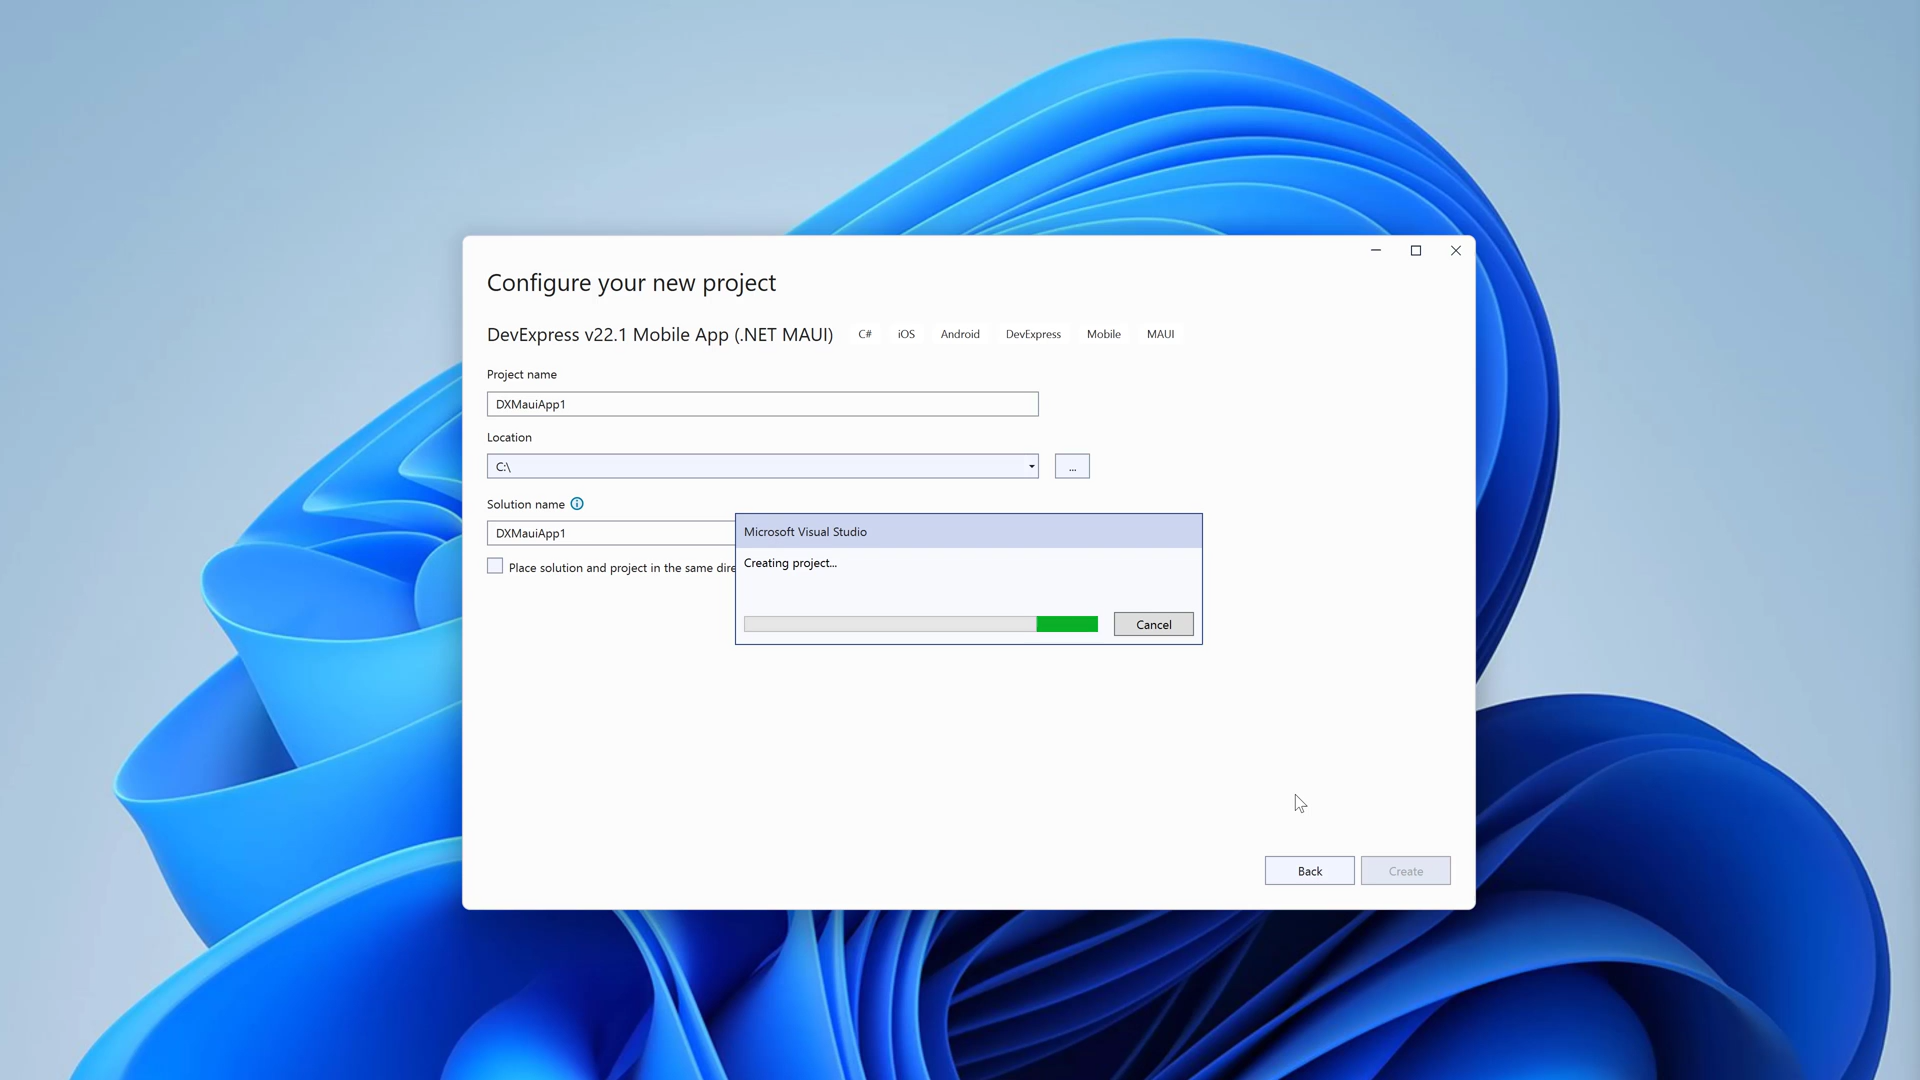 Configure your new project
DevExpress v22.1 Mobile App (.NET MAUI) C# iOS Android DevExpress Mobile MAUI
Project name
DXMauiApp1
Location
C:\
...
Solution name
DXMauiApp1
Place solution and project in the same dire
Microsoft Visual Studio
Creating project...
Cancel
Back Create